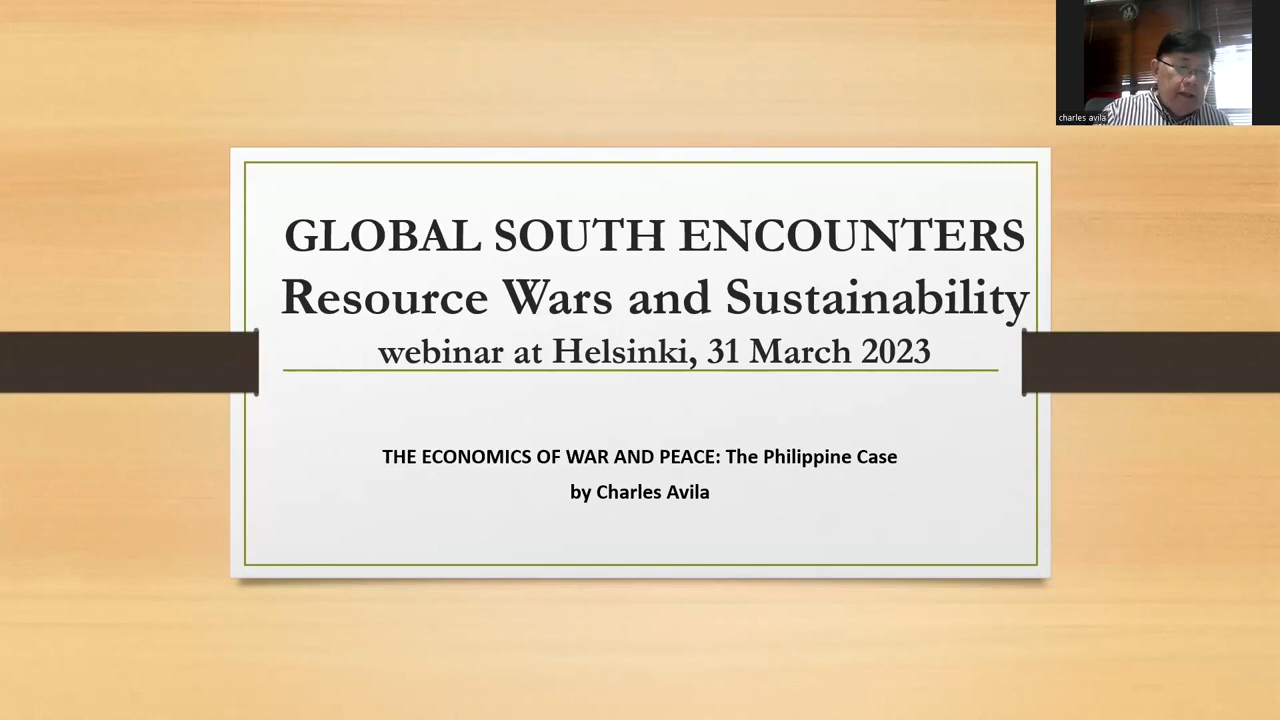 charles avila
GLOBAL SOUTH ENCOUNTERS
Resource Wars and Sustainability
webinar at Helsinki, 31 March 2023
THE ECONOMICS OF WAR AND PEACE: The Philippine Case
by Charles Avila